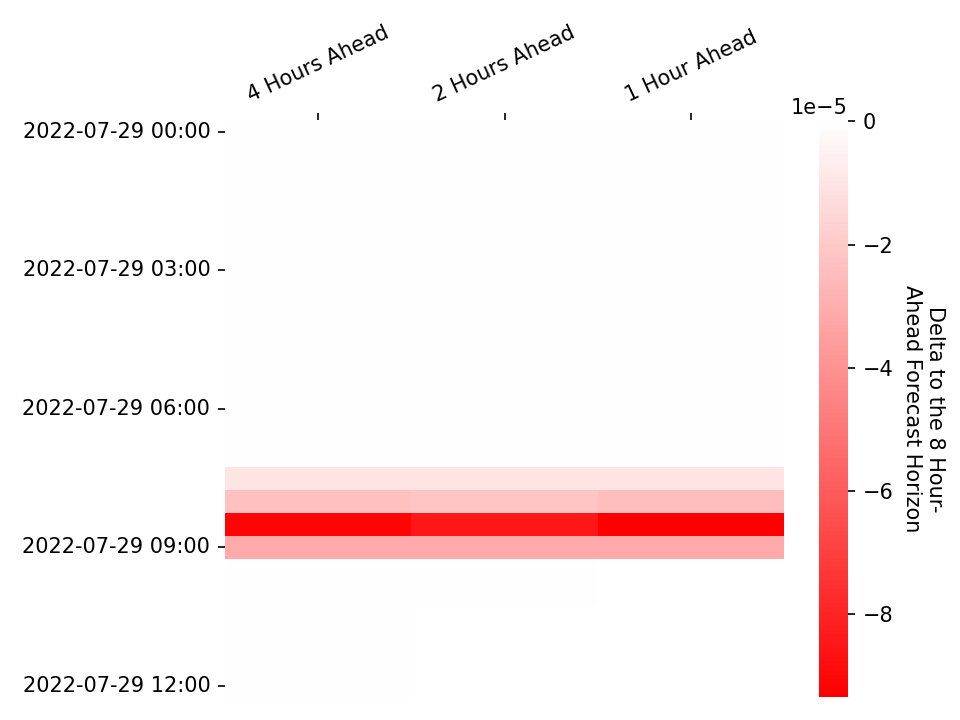 4 Hours Ahead
2 Hours Ahead
1 Hour Ahead
1e−5
2022-07-29 00:00
2022-07-29 03:00
2022-07-29 06:00
2022-07-29 09:00
2022-07-29 12:00
0
−2
−4
−6
−8
Delta to the 8 Hour-
Ahead Forecast Horizon